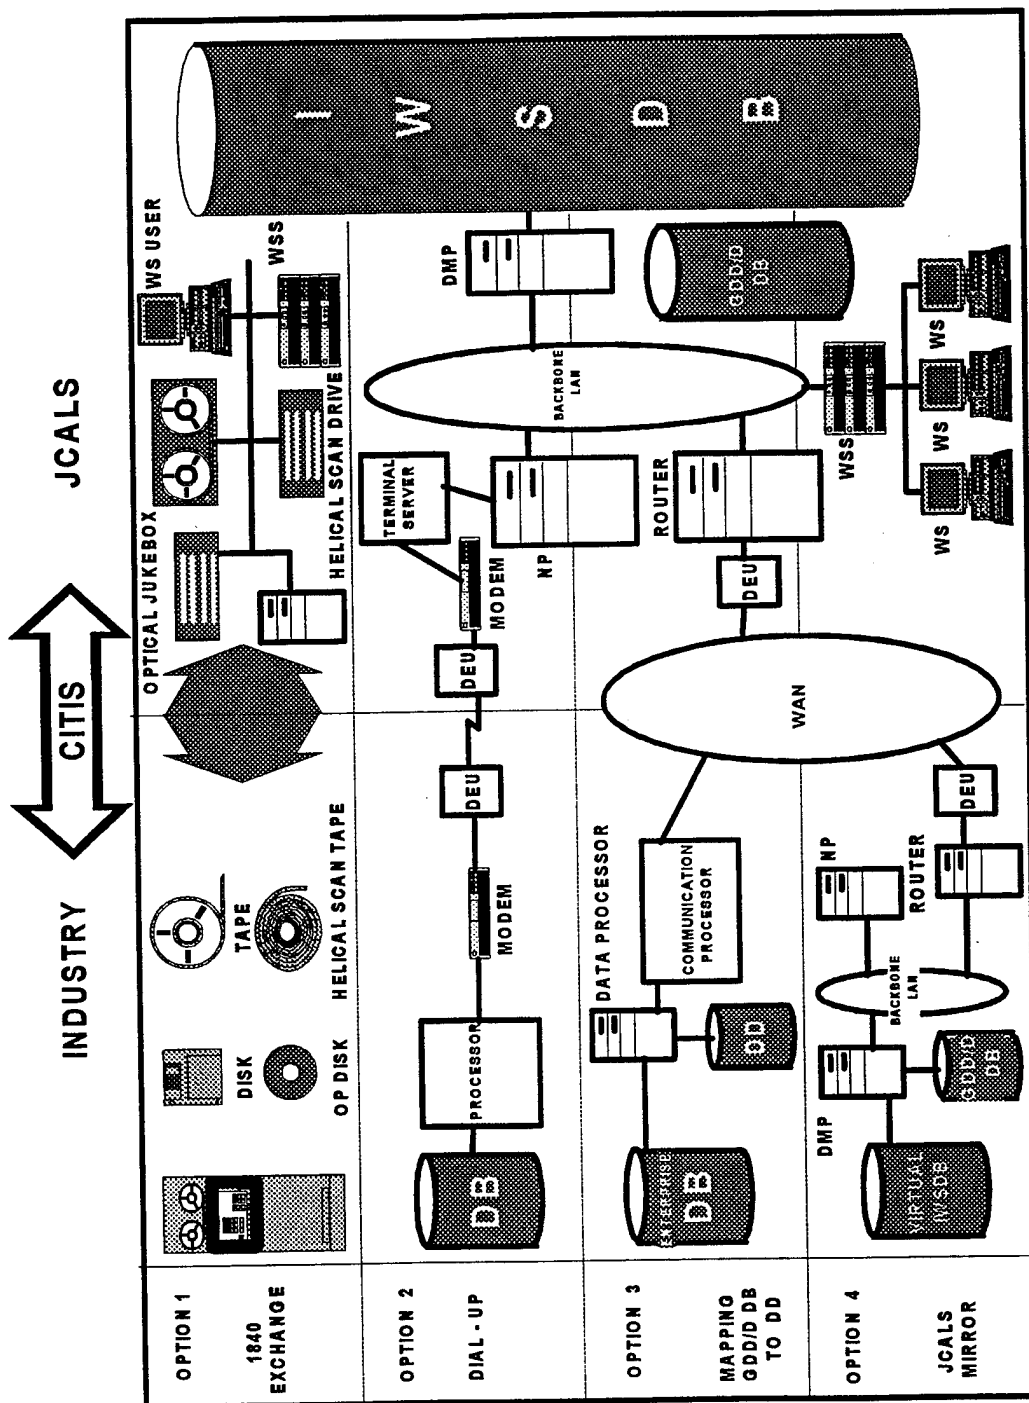 INDUSTRY
CITIS
JCALS
OPTION 1
1840
EXCHANGE
DISK
OP DISK
TAPE
HELICAL SCAN TAPE
OPTICAL JUKEBOX
HELICAL SCAN DRIVE
WS USER
WSS
I
W
S
D
B
OPTION 2
DIAL - UP
DB
PROCESSOR
MODEM
DEU
DEU
MODEM
TERMINAL
SERVER
NP
BACKBONE
LAN
DMP
GDD/D
DB
OPTION 3
MAPPING
GDD/D DB
TO DD
ENTERPRISE
DB
DATA PROCESSOR
COMMUNICATION
PROCESSOR
WAN
DEU
ROUTER
OPTION 4
JCALS
MIRROR
VIRTUAL
IWSDB
DMP
GDD/D
DB
BACKBONE
LAN
NP
ROUTER
DEU
WSS
WS
WS
WS